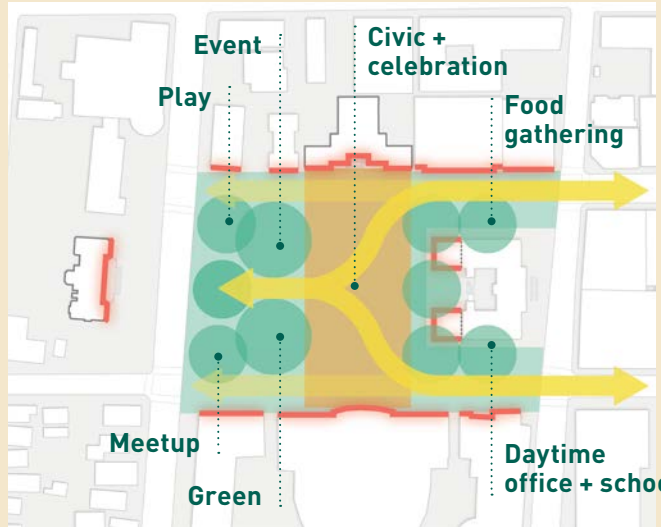 Event
Civic +
celebration
Play
Food
gathering
Meetup
Green
Daytime
office + schoo